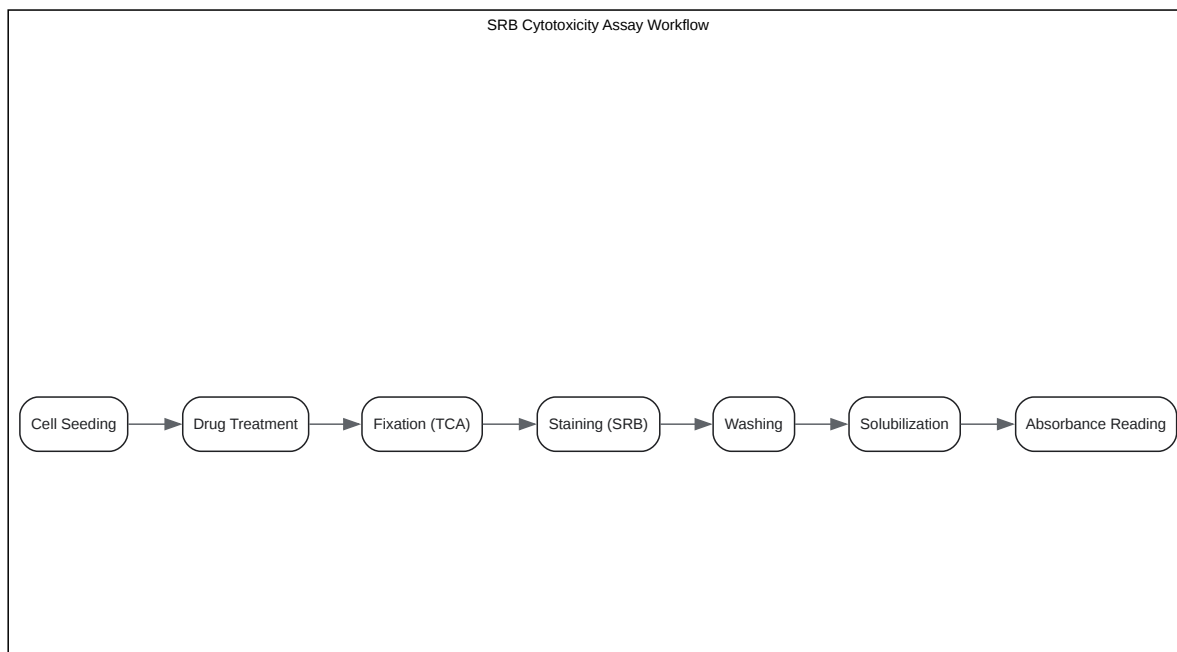 SRB Cytotoxicity Assay Workflow
Cell Seeding
Drug Treatment
Fixation (TCA)
Staining (SRB)
Washing
Solubilization
Absorbance Reading